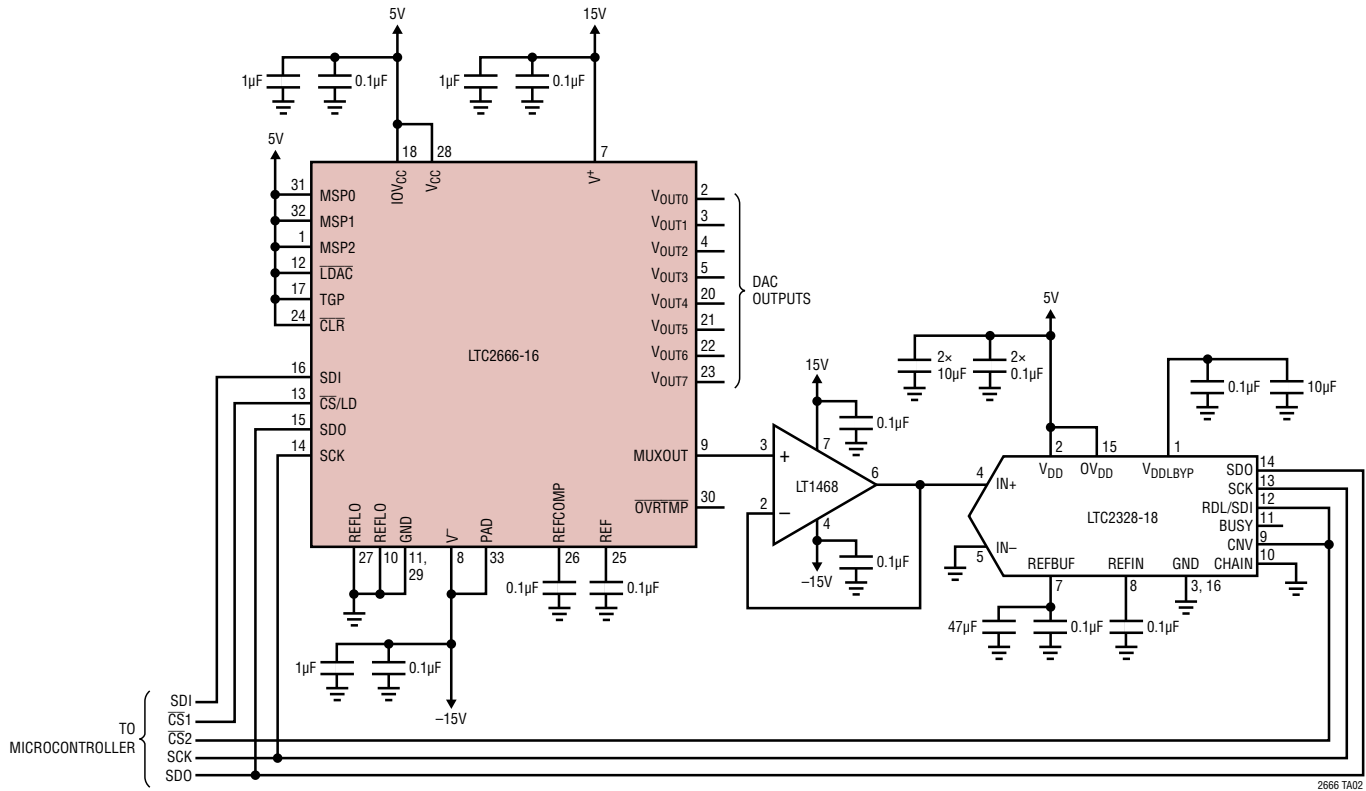 5V
15V
1µF
0.1µF
1µF
0.1µF
5V
18
28
7
IOVCC
VCC
V+
31
MSP0
32
MSP1
1
MSP2
12
LDAC
17
TGP
24
CLR
16
SDI
13
CS/LD
15
SDO
14
SCK
LTC2666-16
VOUT0
2
VOUT1
3
VOUT2
4
VOUT3
5
VOUT4
20
VOUT5
21
VOUT6
22
VOUT7
23
DAC
OUTPUTS
MUXOUT
9
OVRTMP
30
REFLO
REFLO
GND
V–
PAD
REFCOMP
REF
27
10
11,
29
8
33
26
25
0.1µF
0.1µF
1µF
0.1µF
–15V
15V
0.1µF
3
+
7
LT1468
6
2
–
4
0.1µF
–15V
5V
2×
10µF
2×
0.1µF
0.1µF
10µF
2
15
1
VDD
OVDD
VDDLBYP
4
IN+
LTC2328-18
IN–
5
SDO
14
SCK
13
RDL/SDI
12
BUSY
11
CNV
9
CHAIN
10
REFBUF
REFIN
GND
7
8
3, 16
47µF
0.1µF
0.1µF
TO
MICROCONTROLLER
SDI
CS1
CS2
SCK
SDO
2666 TA02